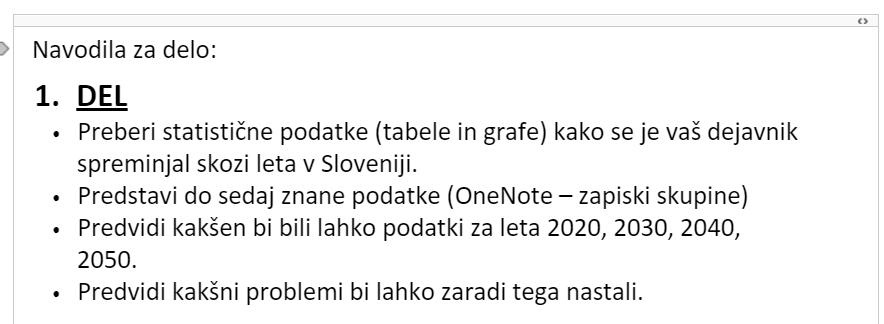 Navodila za delo:
1. DEL
• Preberi statistične podatke (tabele in grafe) kako se je vaš dejavnik
spreminjal skozi leta v Sloveniji.
• Predstavi do sedaj znane podatke (OneNote – zapiski skupine)
• Predvidi kakšen bi bili lahko podatki za leta 2020, 2030, 2040,
2050.
• Predvidi kakšni problemi bi lahko zaradi tega nastali.